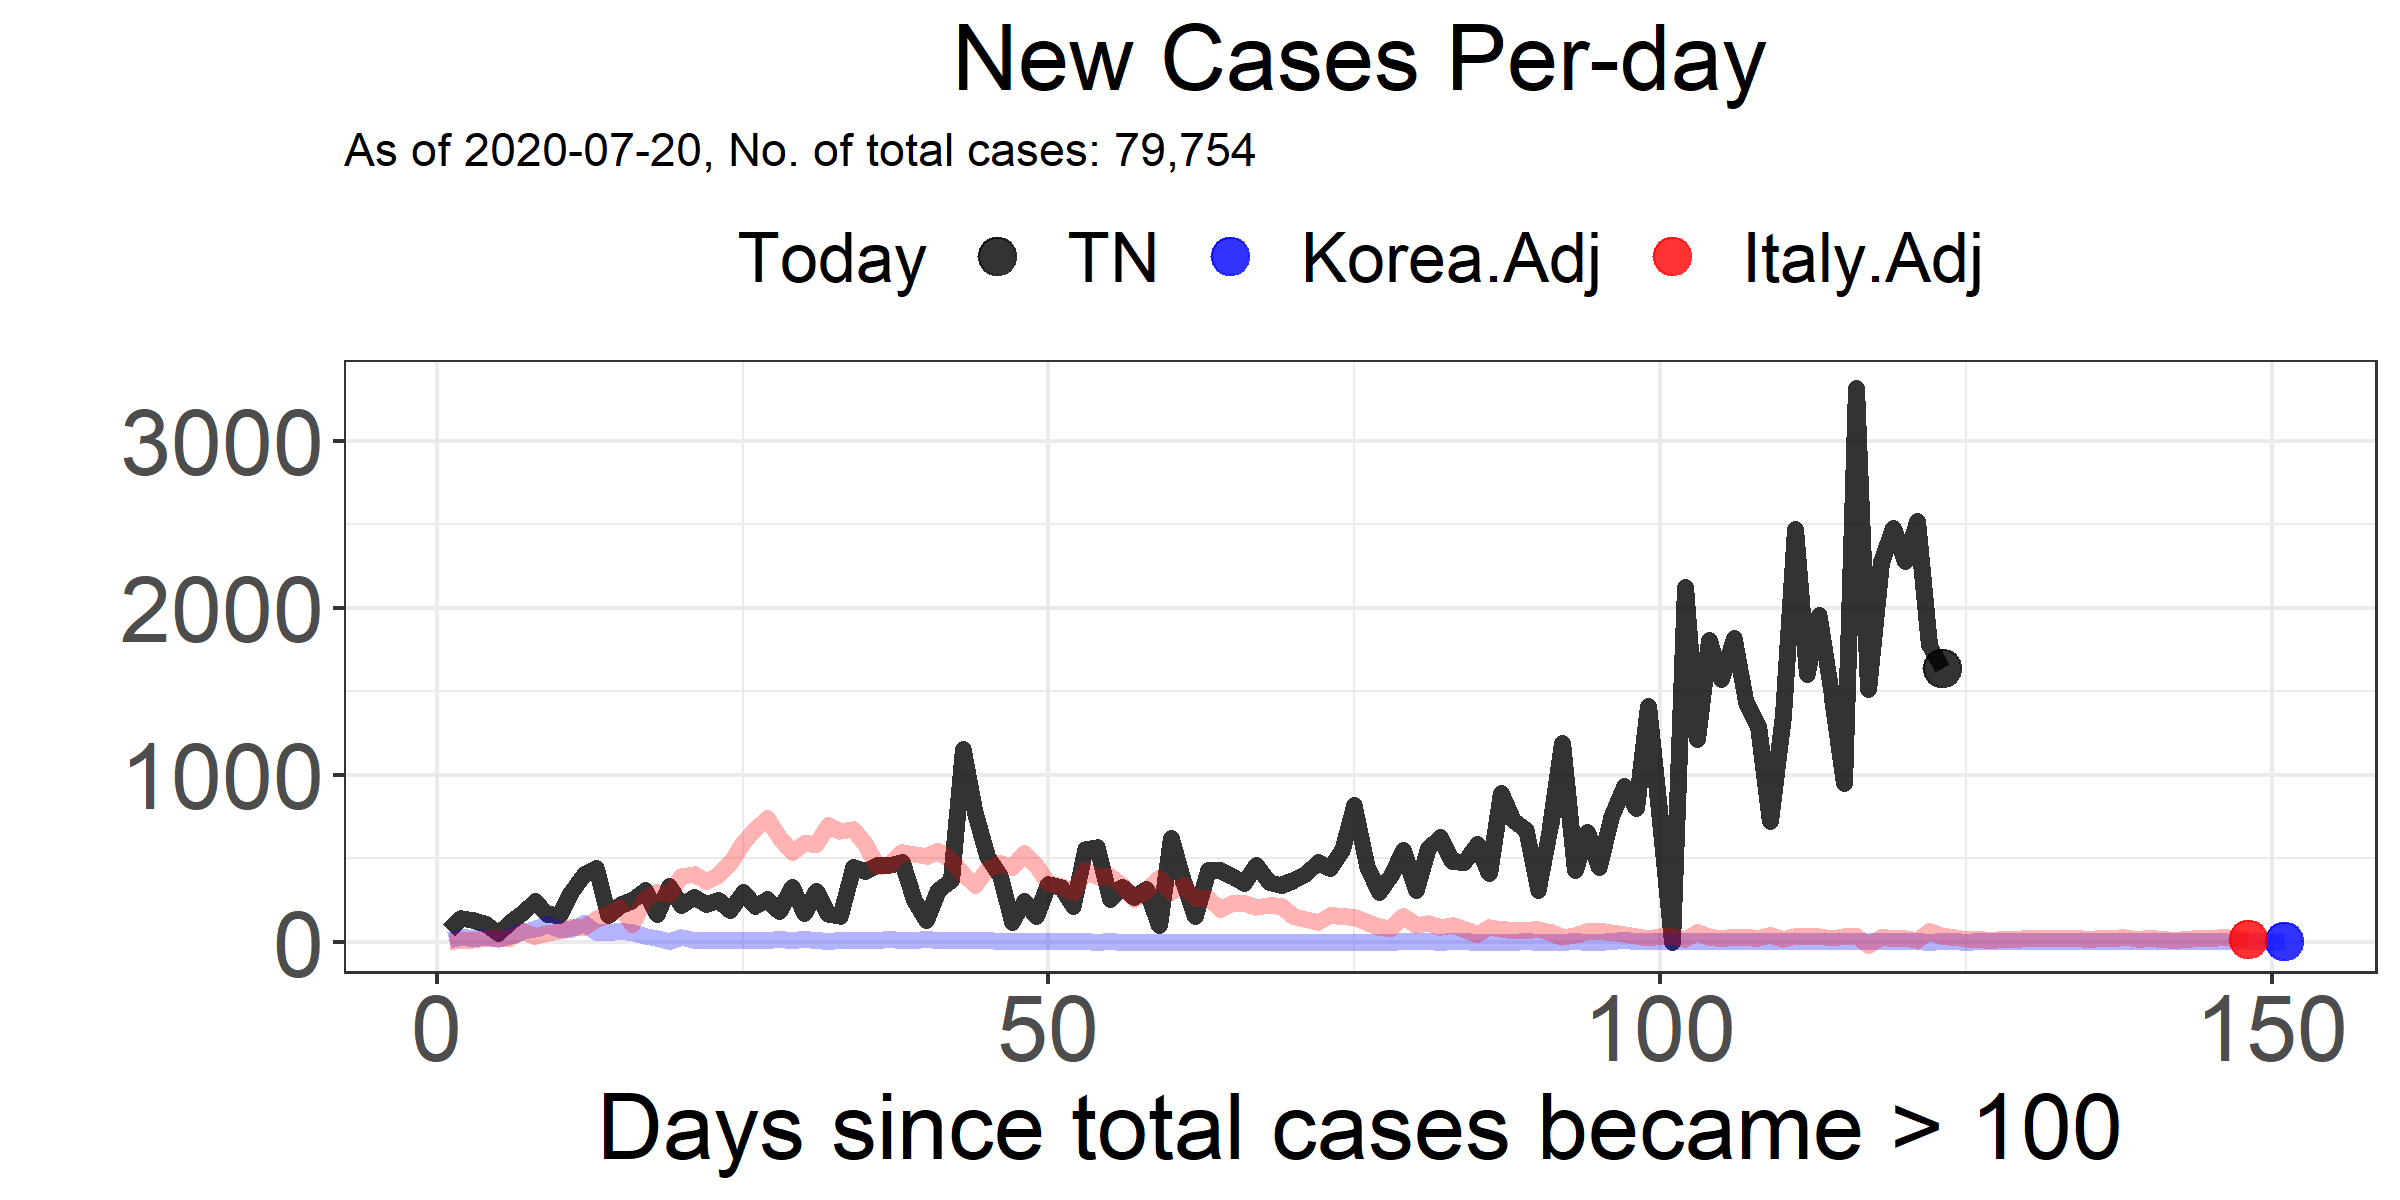 New Cases Per-day
As of 2020-07-20, No. of total cases: 79,754
Today TN Korea.Adj Italy.Adj
3000
2000
1000
0
0 50 100 150
Days since total cases became > 100